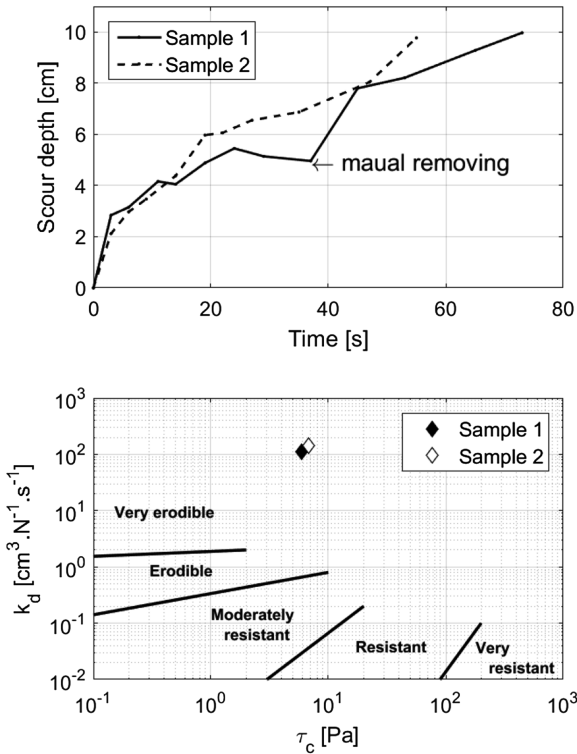 10
8
6
4
2
0
Scour depth [cm]
Sample 1
Sample 2
← maual removing
0 20 40 60 80
Time [s]
10³
10²
10¹
10⁰
10⁻¹
10⁻²
k_d [cm³.N⁻¹.s⁻¹]
Sample 1
Sample 2
Very erodible
Erodible
Moderately
resistant
Resistant
Very
resistant
10⁻¹ 10⁰ 10¹ 10² 10³
τ_c [Pa]